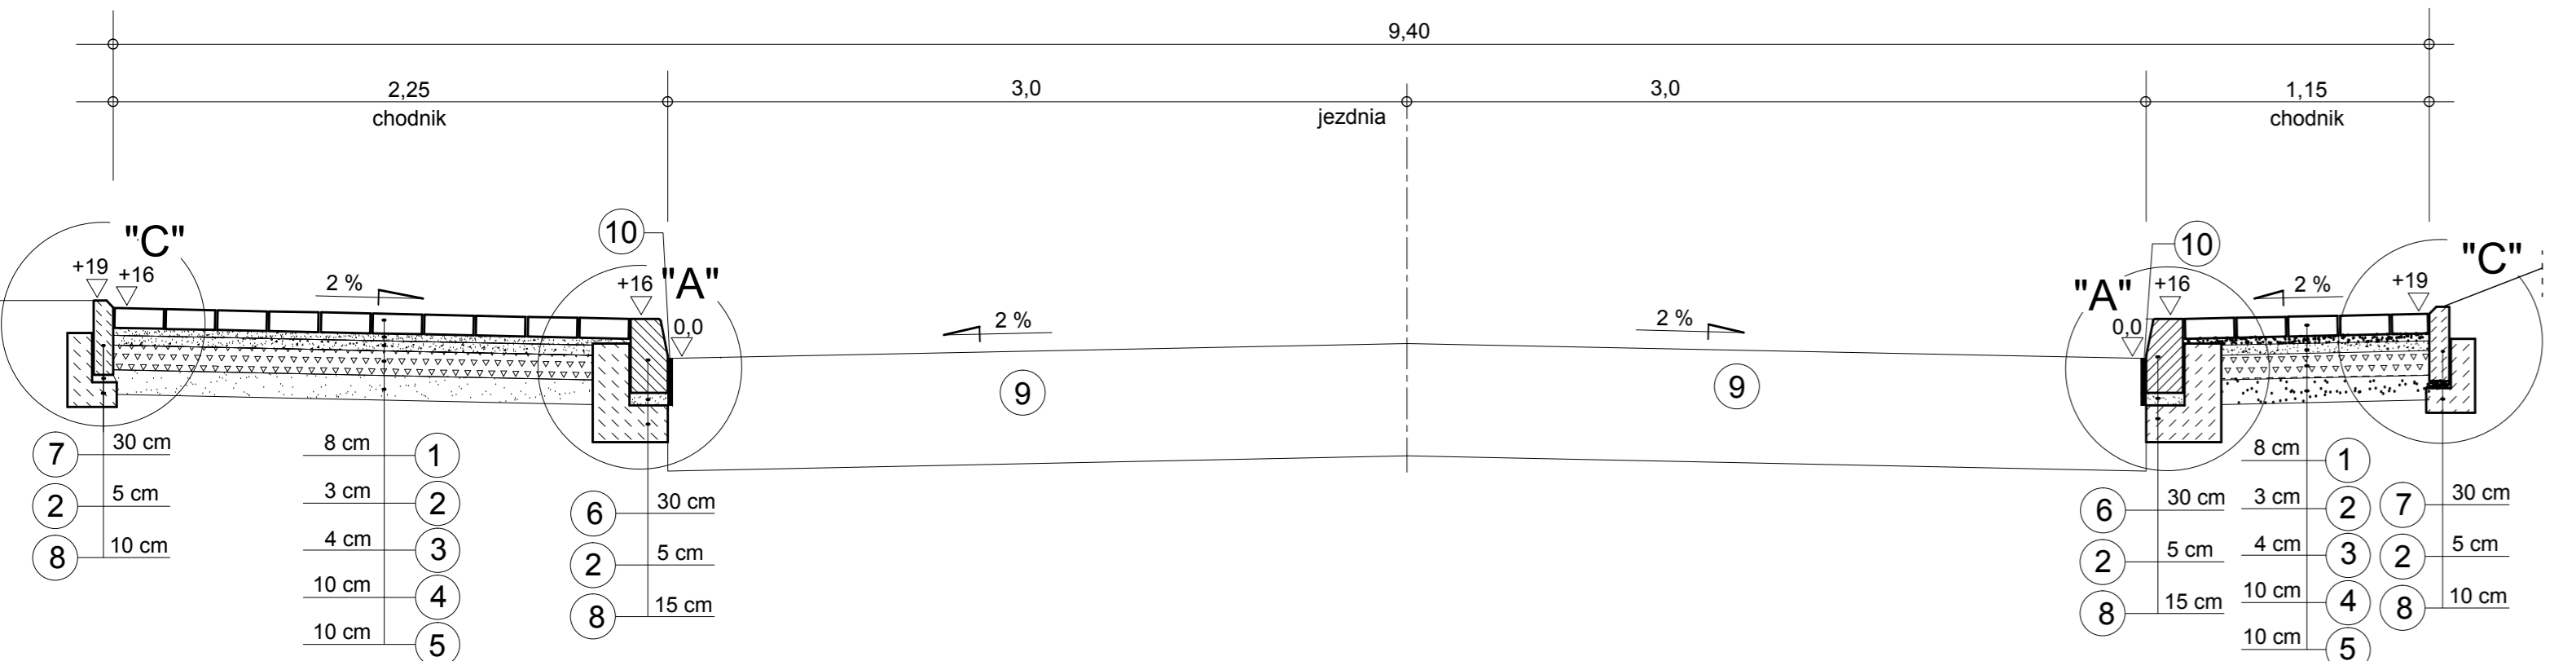 9,40
2,25 3,0 3,0 1,15
chodnik jezdnia chodnik
10 10
"C" "A" "A" "C"
+19 +16 2 % +16 0,0 2 % 2 % 0,0 +16 2 % +19
9 9
7 30 cm
2 5 cm
8 10 cm
8 cm 1
3 cm 2
4 cm 3
10 cm 4
10 cm 5
6 30 cm
2 5 cm
8 15 cm
6 30 cm
2 5 cm
8 15 cm
8 cm 1
3 cm 2
4 cm 3
10 cm 4
10 cm 5
7 30 cm
2 5 cm
8 10 cm